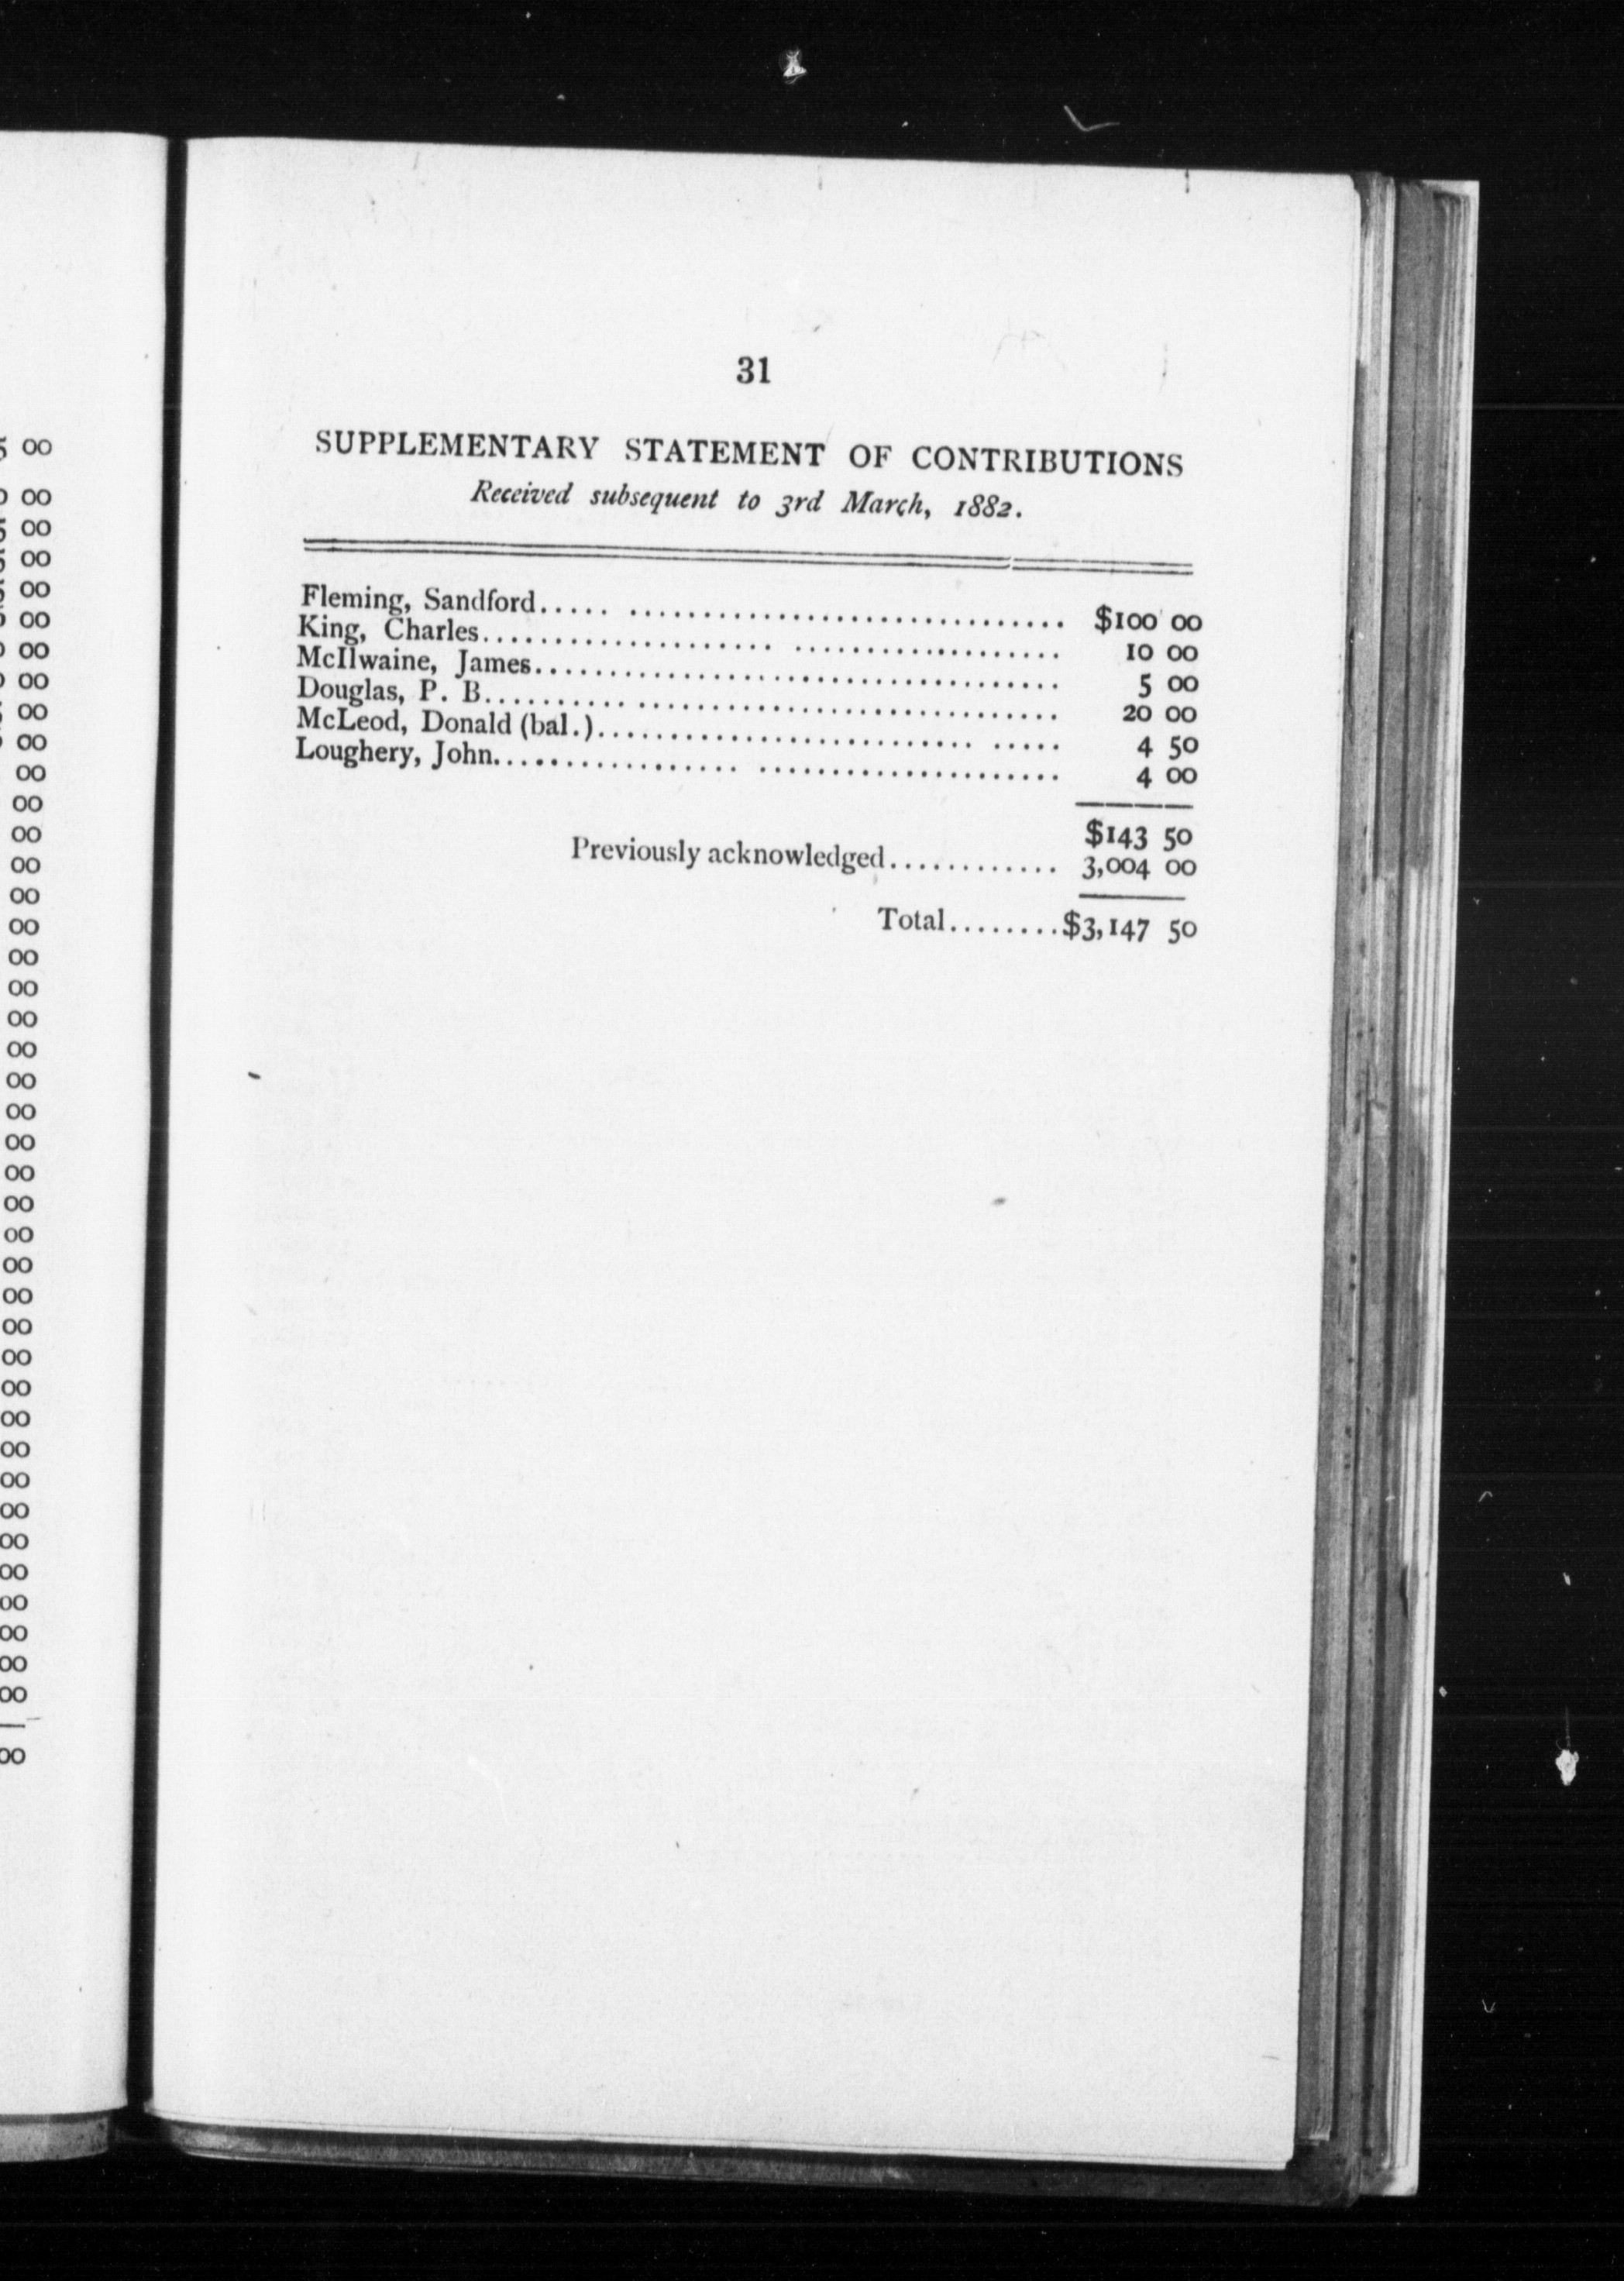 31
SUPPLEMENTARY STATEMENT OF CONTRIBUTIONS
Received subsequent to 3rd March, 1882.
Fleming, Sandford..... .............................. $100 00
King, Charles.................... ................... 10 00
McIlwaine, James.................................... 5 00
Douglas, P. B.......... ............................. 20 00
McLeod, Donald (bal.).......................... ..... 4 50
Loughery, John................. ..................... 4 00
$143 50
Previously acknowledged............ 3,004 00
Total........$3,147 50